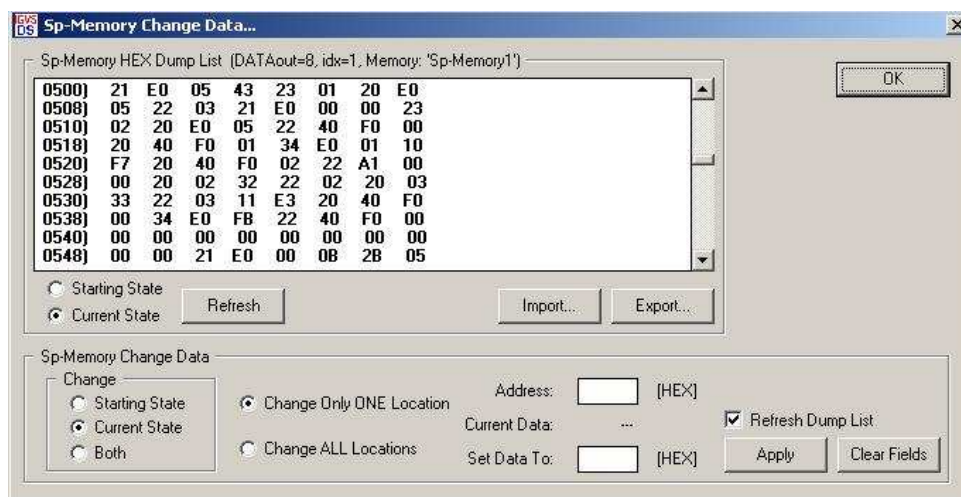 IGVS
DS
Sp-Memory Change Data...
Sp-Memory HEX Dump List (DATAout=8, idx=1, Memory: 'Sp-Memory1')
OK
0500) 21 E0 05 43 23 01 20 E0
0508) 05 22 03 21 E0 00 00 23
0510) 02 20 E0 05 22 40 F0 00
0518) 20 40 F0 01 34 E0 01 10
0520) F7 20 40 F0 02 22 A1 00
0528) 00 20 02 32 22 02 20 03
0530) 33 22 03 11 E3 20 40 F0
0538) 00 34 E0 FB 22 40 F0 00
0540) 00 00 00 00 00 00 00 00
0548) 00 00 21 E0 00 0B 2B 05
Starting State
Current State
Refresh
Import...
Export...
Sp-Memory Change Data
Change
Starting State
Current State
Both
Change Only ONE Location
Change ALL Locations
Address: [HEX]
Current Data: ---
Set Data To: [HEX]
Refresh Dump List
Apply
Clear Fields